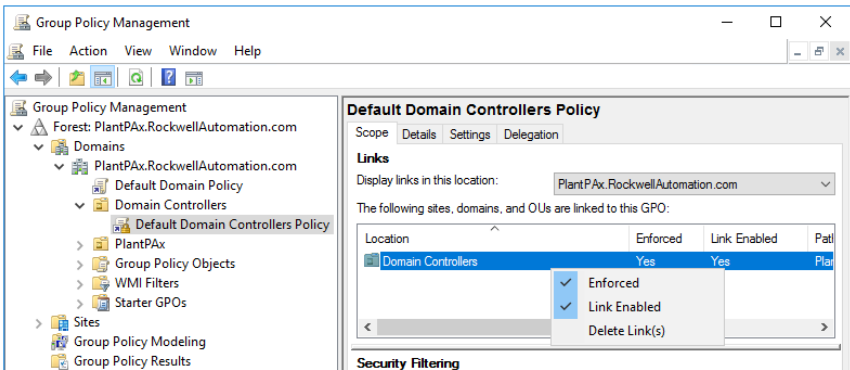 Group Policy Management
File Action View Window Help
Group Policy Management
Forest: PlantPAx.RockwellAutomation.com
Domains
PlantPAx.RockwellAutomation.com
Default Domain Policy
Domain Controllers
Default Domain Controllers Policy
PlantPAx
Group Policy Objects
WMI Filters
Starter GPOs
Sites
Group Policy Modeling
Group Policy Results
Default Domain Controllers Policy
Scope Details Settings Delegation
Links
Display links in this location: PlantPAx.RockwellAutomation.com
The following sites, domains, and OUs are linked to this GPO:
Location Enforced Link Enabled Patl
Domain Controllers Yes Yes Plar
Enforced
Link Enabled
Delete Link(s)
Security Filtering